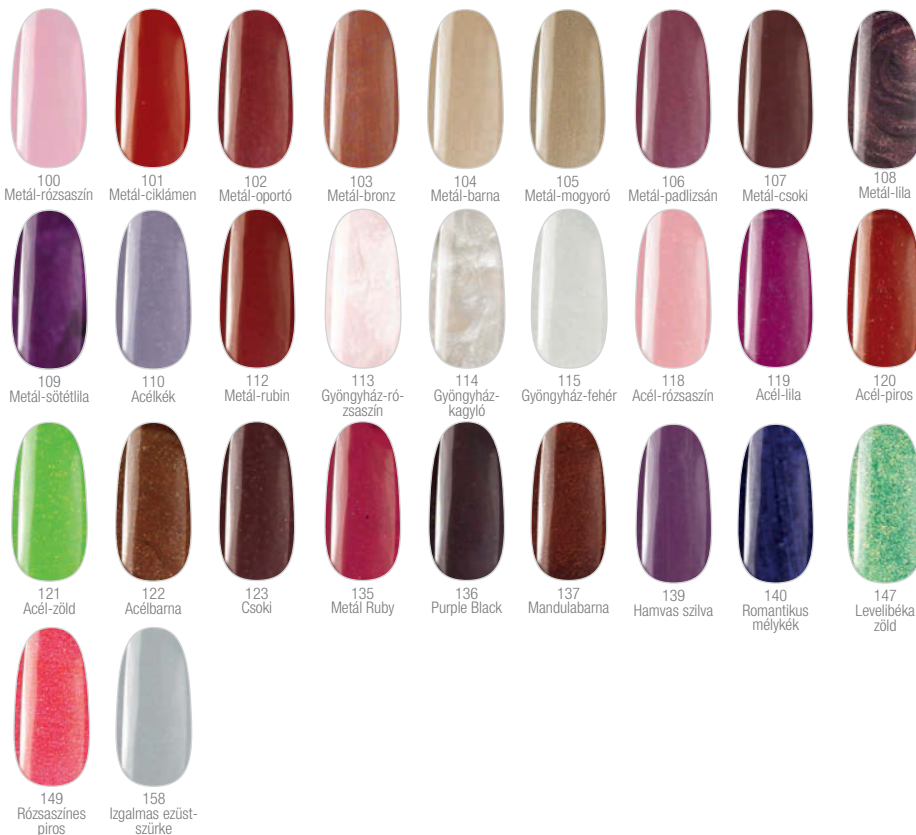 100
Metál-rózsaszín
101
Metál-ciklámen
102
Metál-oportó
103
Metál-bronz
104
Metál-barna
105
Metál-mogyoró
106
Metál-padlizsán
107
Metál-csoki
108
Metál-lila
109
Metál-sötétlila
110
Acélkék
112
Metál-rubin
113
Gyöngyház-ró-
zsaszín
114
Gyöngyház-
kagyló
115
Gyöngyház-fehér
118
Acél-rózsaszín
119
Acél-lila
120
Acél-piros
121
Acél-zöld
122
Acélbarna
123
Csoki
135
Metál Ruby
136
Purple Black
137
Mandulabarna
139
Hamvas szilva
140
Romantikus
mélykék
147
Levelibéka
zöld
149
Rózsaszínes
piros
158
Izgalmas ezüst-
szürke